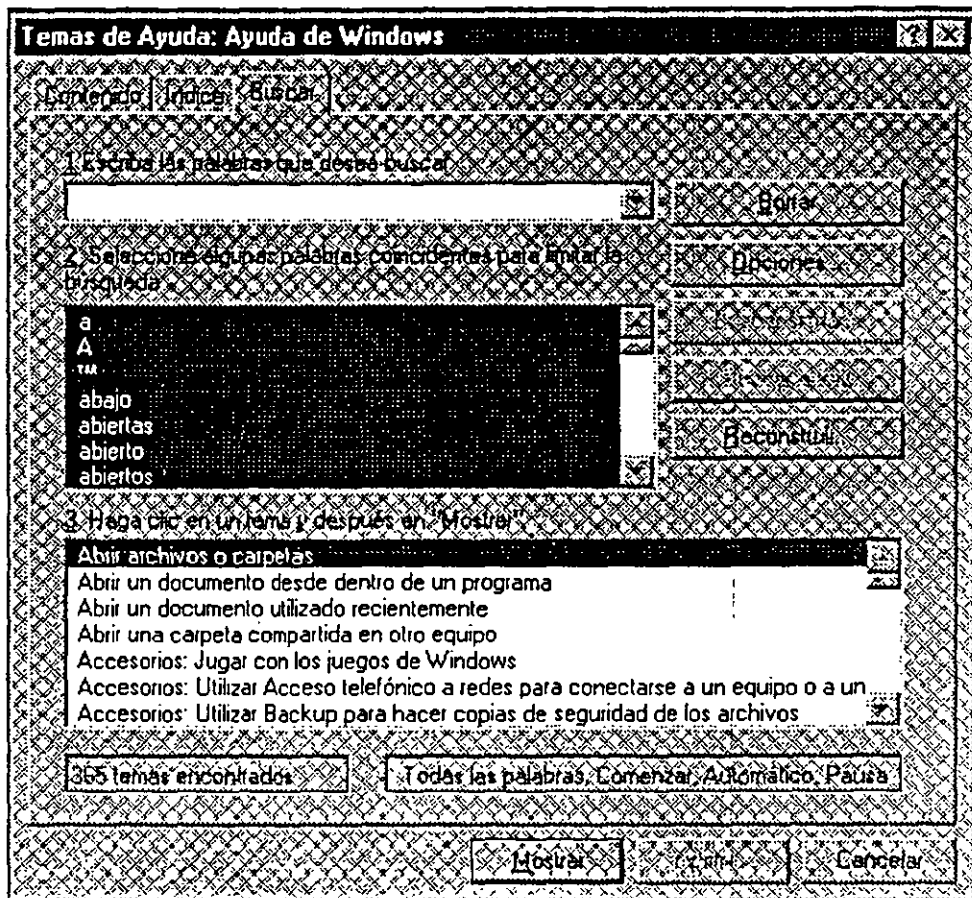 Temas de Ayuda: Ayuda de Windows
Contenido Índice Buscar
1 Escriba las palabras que desea buscar
Borrar
2. Seleccione algunas palabras coincidentes para limitar la
búsqueda
Opciones...
a
A
™
abajo
abiertas
abierto
abiertos
Reconstruir...
3. Haga clic en un tema y después en "Mostrar".
Abrir archivos o carpetas
Abrir un documento desde dentro de un programa
Abrir un documento utilizado recientemente
Abrir una carpeta compartida en otro equipo
Accesorios: Jugar con los juegos de Windows
Accesorios: Utilizar Acceso telefónico a redes para conectarse a un equipo o a un...
Accesorios: Utilizar Backup para hacer copias de seguridad de los archivos
365 temas encontrados
Todas las palabras, Comenzar, Automático, Pausa
Mostrar
Cancelar